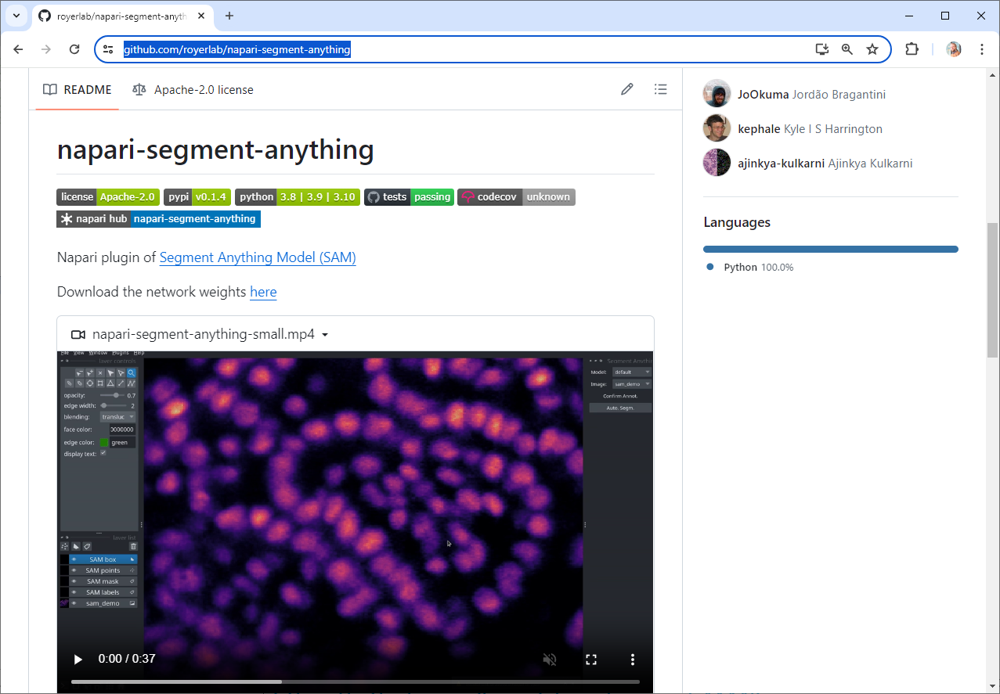 royerlab/napari-segment-anyth
github.com/royerlab/napari-segment-anything
README
Apache-2.0 license
JoOkuma Jordão Bragantini
kephale Kyle I S Harrington
ajinkya-kulkarni Ajinkya Kulkarni
Languages
Python 100.0%
napari-segment-anything
license Apache-2.0 pypi v0.1.4 python 3.8 | 3.9 | 3.10 tests passing codecov unknown
napari hub napari-segment-anything
Napari plugin of Segment Anything Model (SAM)
Download the network weights here
napari-segment-anything-small.mp4
File View Window Plugins Help
layer controls
opacity: 0.7
edge width: 2
blending: transluc
face color: 0000000
edge color: green
display text:
layer list
SAM box
SAM points
SAM mask
SAM labels
sam_demo
Segment Anythin
Model: default
Image: sam_demo
Confirm Annot.
Auto. Segm.
0:00 / 0:37